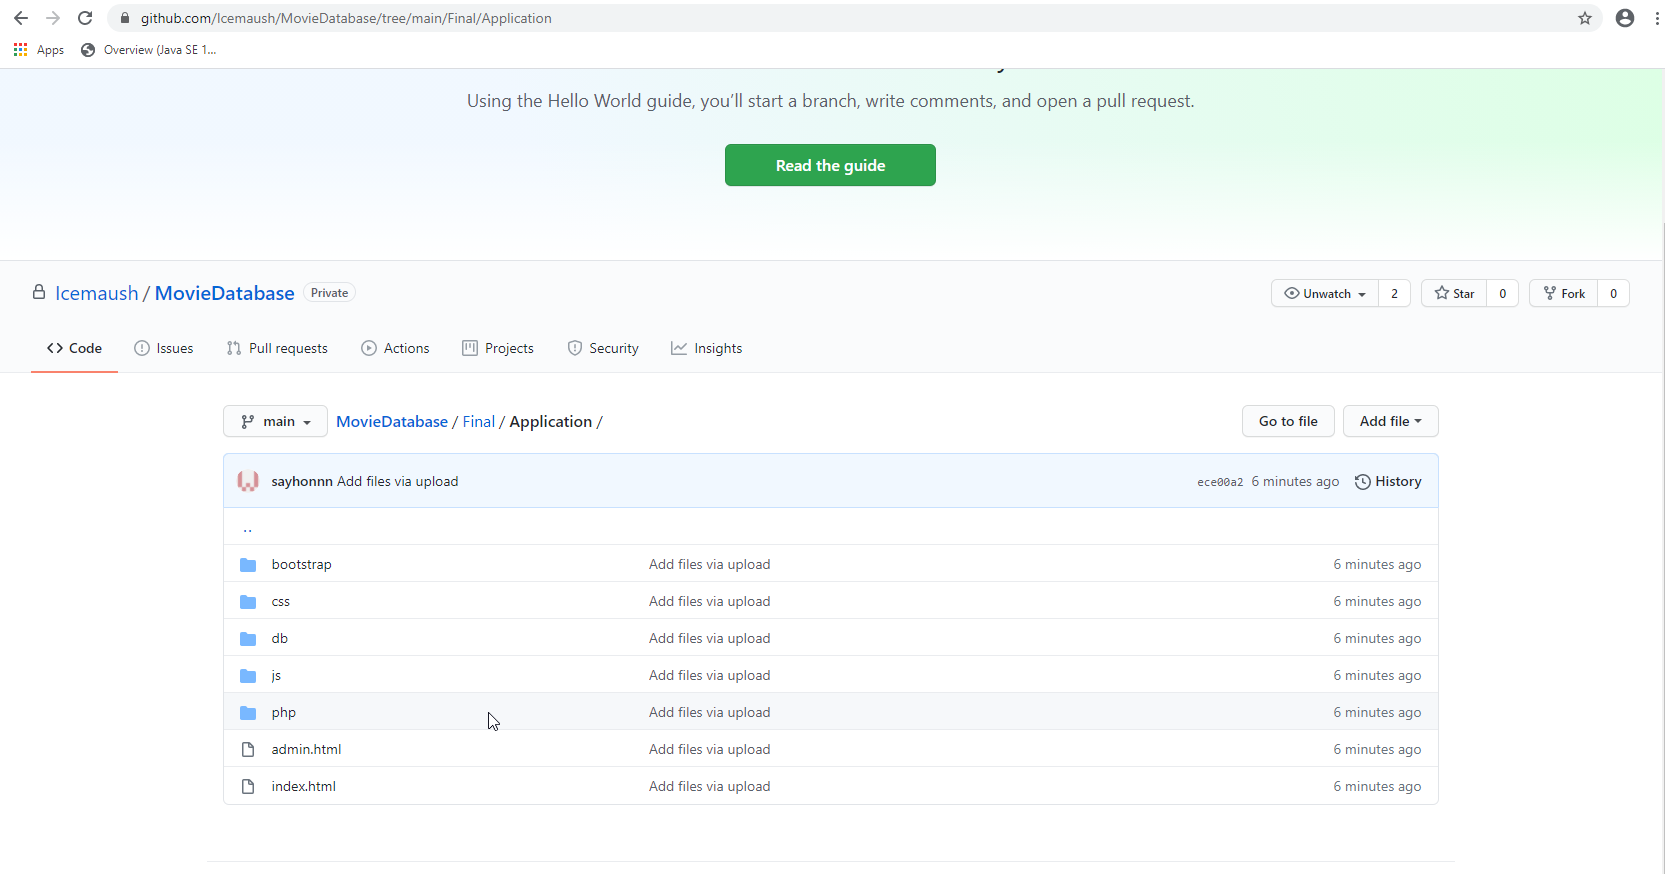 github.com/Icemaush/MovieDatabase/tree/main/Final/Application
Apps Overview (Java SE 1...
Using the Hello World guide, you’ll start a branch, write comments, and open a pull request.
Read the guide
Icemaush / MovieDatabase Private
Unwatch 2 Star 0 Fork 0
Code Issues Pull requests Actions Projects Security Insights
main MovieDatabase / Final / Application / Go to file Add file
sayhonnn Add files via upload ece00a2 6 minutes ago History
..
bootstrap Add files via upload 6 minutes ago
css Add files via upload 6 minutes ago
db Add files via upload 6 minutes ago
js Add files via upload 6 minutes ago
php Add files via upload 6 minutes ago
admin.html Add files via upload 6 minutes ago
index.html Add files via upload 6 minutes ago